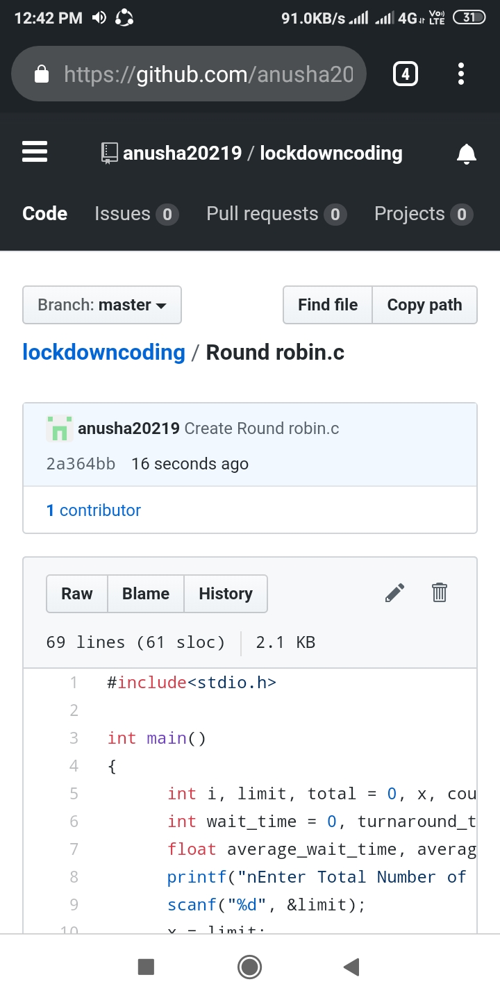 12:42 PM 91.0KB/s 4G Vo) LTE 31
https://github.com/anusha20 4
anusha20219 / lockdowncoding
Code Issues 0 Pull requests 0 Projects 0
Branch: master Find file Copy path
lockdowncoding / Round robin.c
anusha20219 Create Round robin.c
2a364bb 16 seconds ago
1 contributor
Raw Blame History
69 lines (61 sloc) 2.1 KB
1 #include<stdio.h>
2
3 int main()
4 {
5 int i, limit, total = 0, x, cou
6 int wait_time = 0, turnaround_t
7 float average_wait_time, averag
8 printf("nEnter Total Number of
9 scanf("%d", &limit);
10 x = limit;